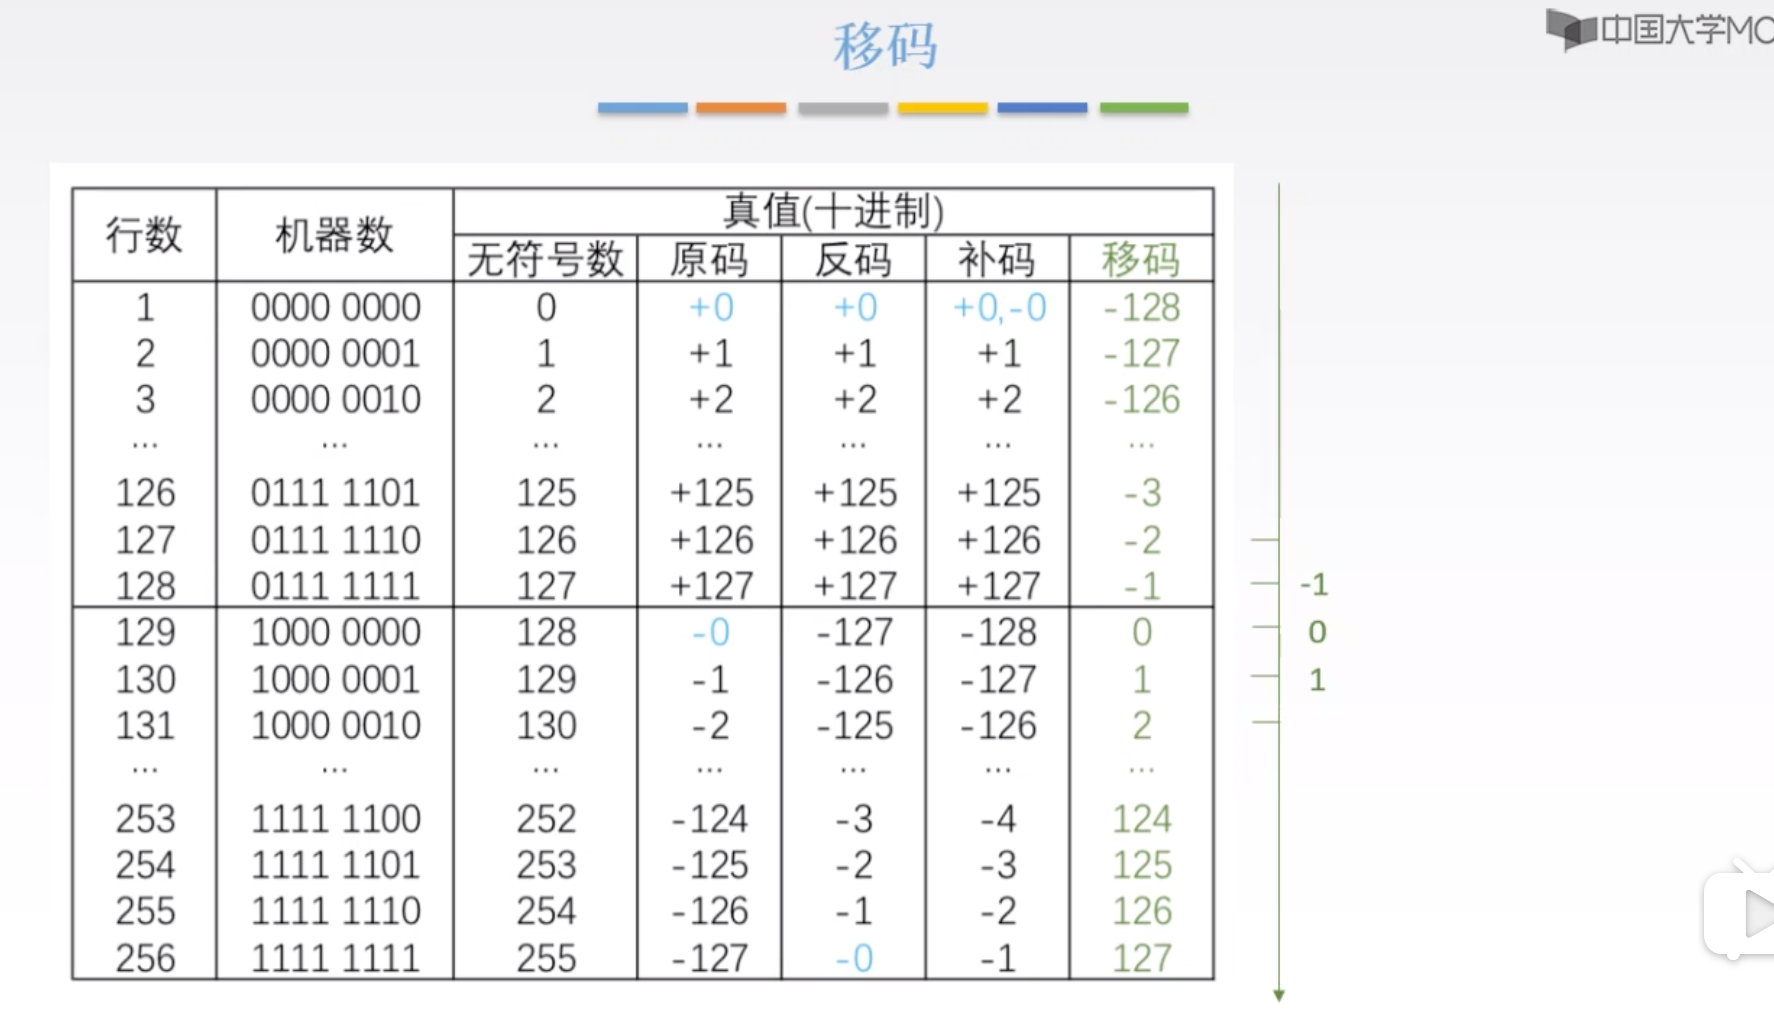 移码
中国大学MO
真值(十进制)
行数 机器数 无符号数 原码 反码 补码 移码
1 0000 0000 0 +0 +0 +0,-0 -128
2 0000 0001 1 +1 +1 +1 -127
3 0000 0010 2 +2 +2 +2 -126
... ... ... ... ... ... ...
126 0111 1101 125 +125 +125 +125 -3
127 0111 1110 126 +126 +126 +126 -2
128 0111 1111 127 +127 +127 +127 -1
129 1000 0000 128 -0 -127 -128 0
130 1000 0001 129 -1 -126 -127 1
131 1000 0010 130 -2 -125 -126 2
... ... ... ... ... ... ...
253 1111 1100 252 -124 -3 -4 124
254 1111 1101 253 -125 -2 -3 125
255 1111 1110 254 -126 -1 -2 126
256 1111 1111 255 -127 -0 -1 127
-1
0
1